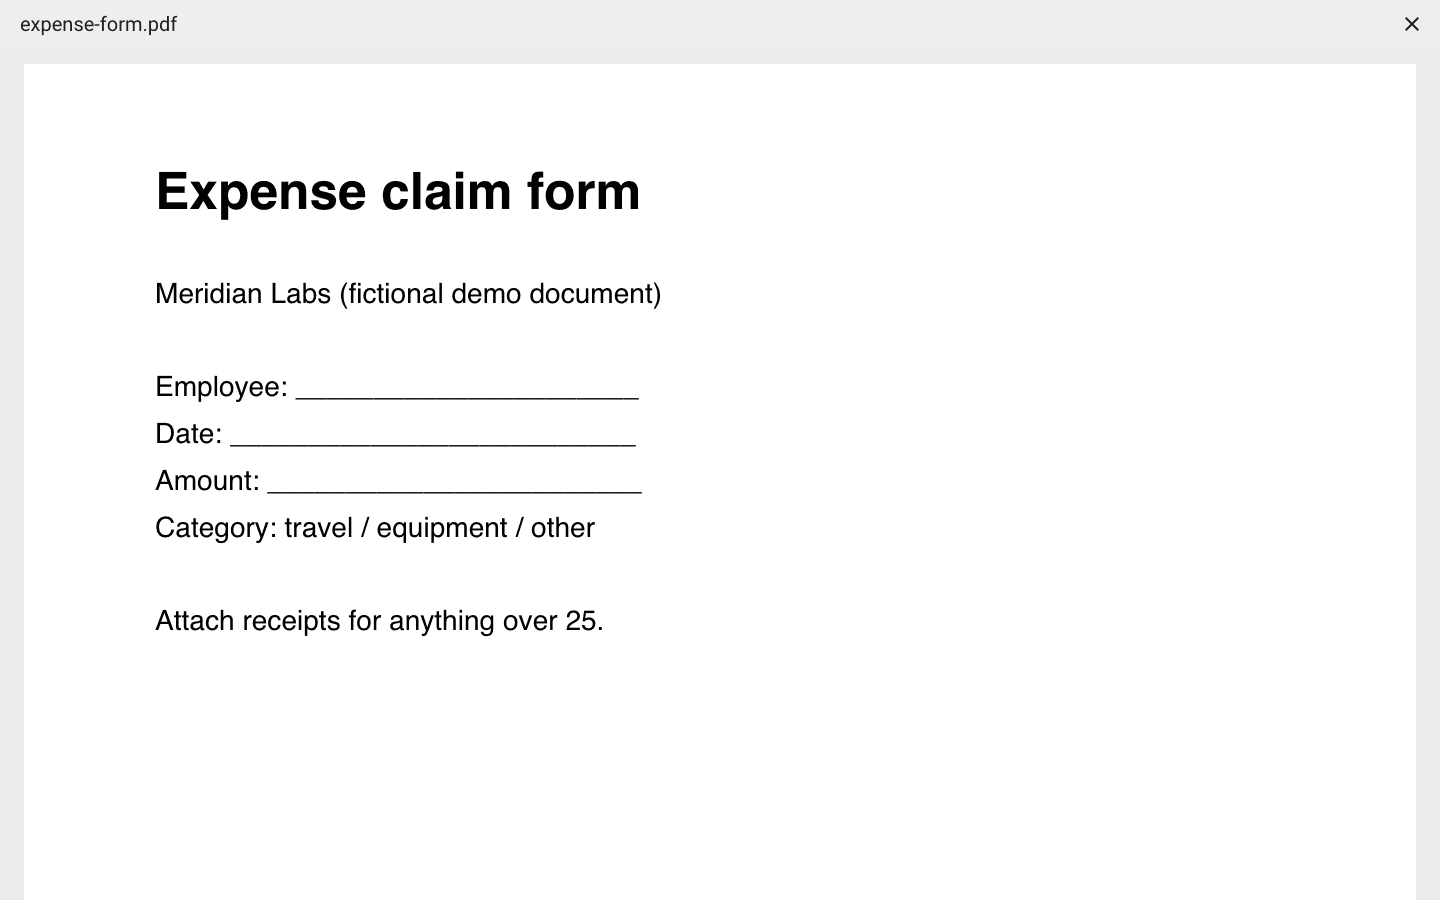 expense-form.pdf
Expense claim form
Meridian Labs (fictional demo document)
Employee: ______________________
Date: __________________________
Amount: ________________________
Category: travel / equipment / other
Attach receipts for anything over 25.